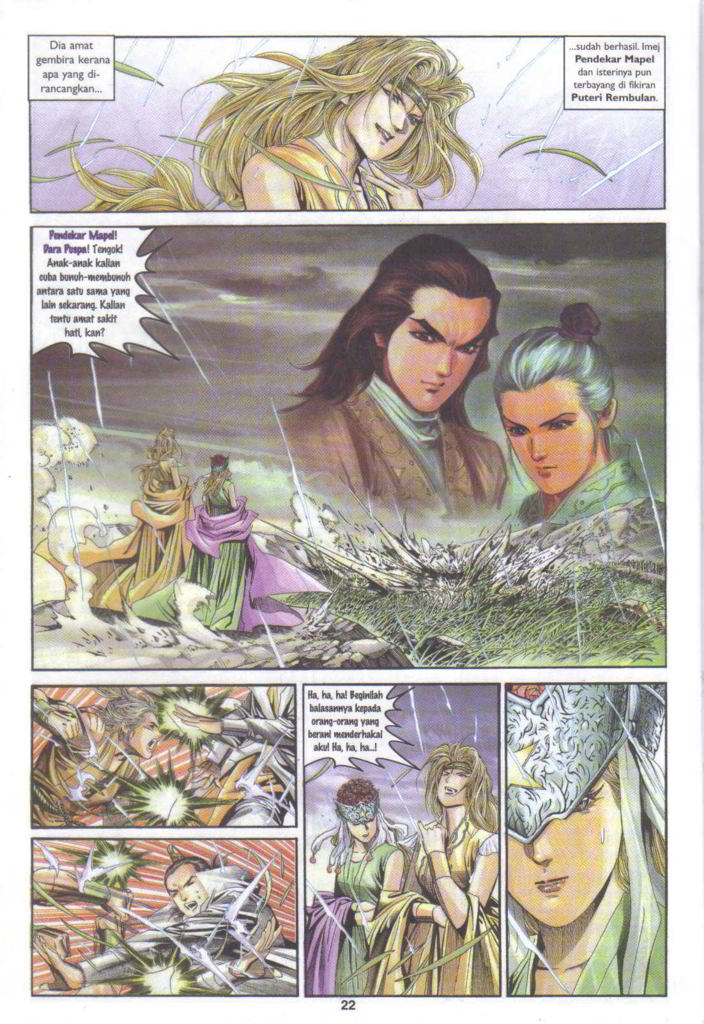 Dia amat
gembira kerana
apa yang di-
rancangkan...
...sudah berhasil. Imej
Pendekar Mapel
dan isterinya pun
terbayang di fikiran
Puteri Rembulan.
Pendekar Mapel!
Dara Puspa! Tengok!
Anak-anak kalian
cuba bunuh-membunuh
antara satu sama yang
lain sekarang. Kalian
tentu amat sakit
hati, kan?
Ha, ha, ha! Beginilah
balasannya kepada
orang-orang yang
berani menderhakai
aku! Ha, ha, ha...!
22